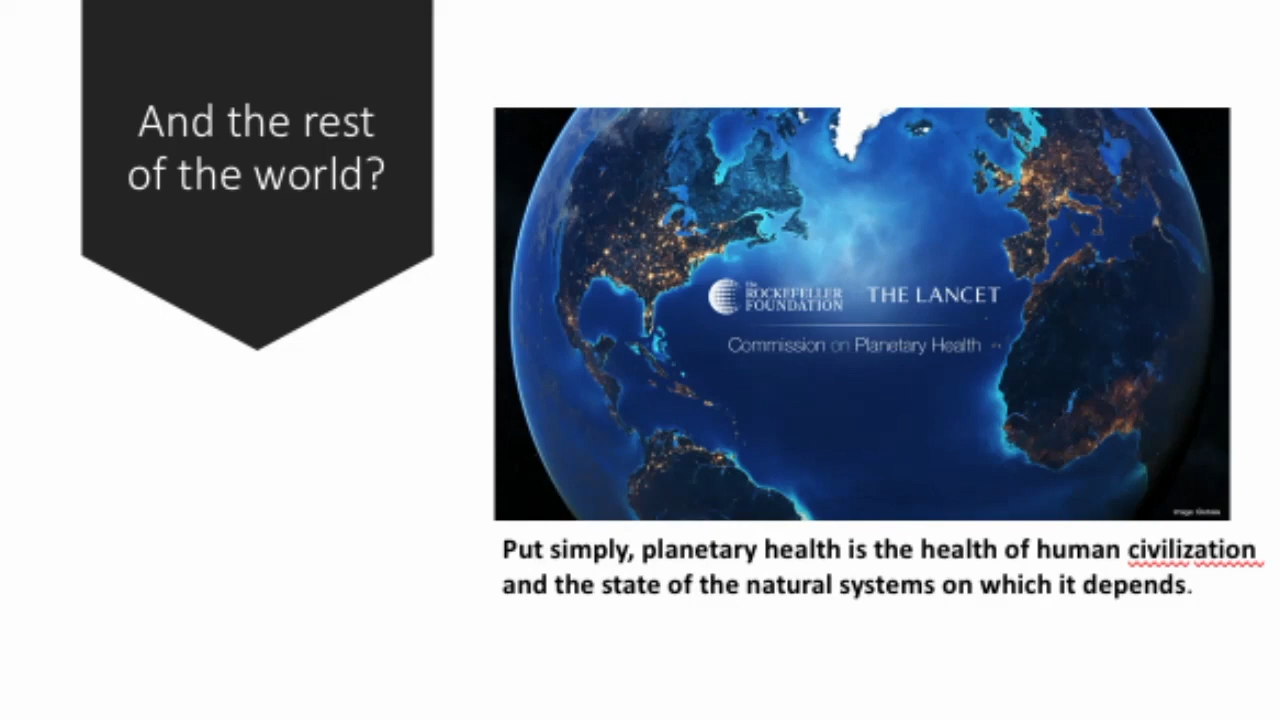 And the rest
of the world?
The
ROCKEFELLER
FOUNDATION
THE LANCET
Commission on Planetary Health
Put simply, planetary health is the health of human civilization
and the state of the natural systems on which it depends.